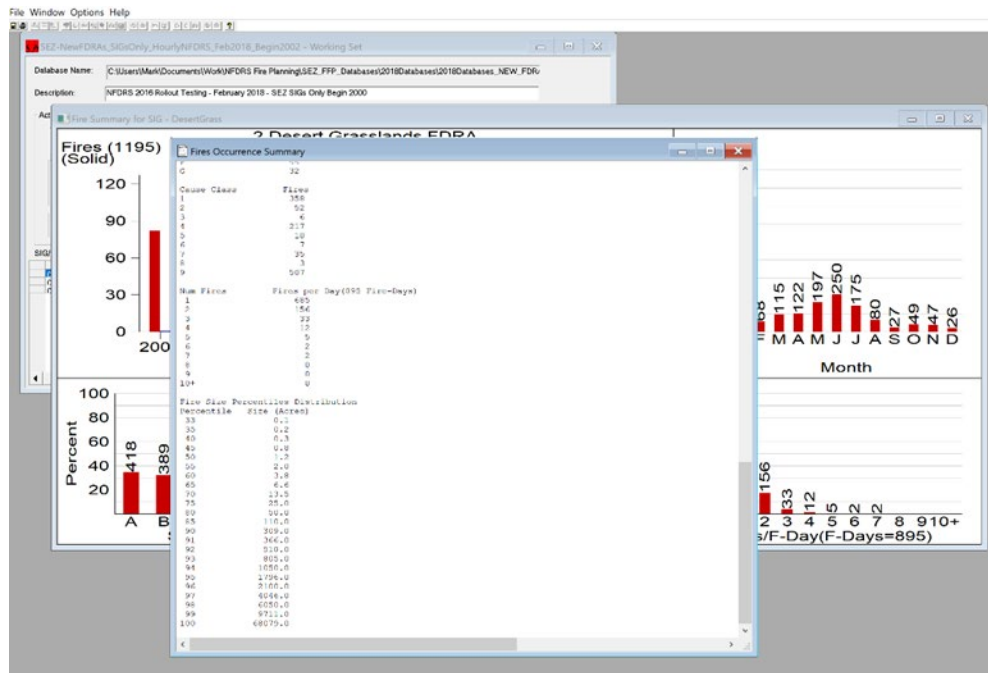 File Window Options Help
SEZ-NewFDRAs_SIGsOnly_HourlyNFDRS_Feb2018_Begin2002 - Working Set
Database Name: C:\Users\Mark\Documents\Work\NFDRS Fire Planning\SEZ_FFP_Databases\2018Databases\2018Databases_NEW_FDR
Description: NFDRS 2016 Rollout Testing - February 2018 - SEZ SIGs Only Begin 2000
Act
Fire Summary for SIG - DesertGrass
2 Desert Grasslands FDRA
Fires (1195)
(Solid)
120
90
60
30
0
200
SIG/
Fires Occurrence Summary
G 32
Cause Class Fires
1 358
2 52
3 6
4 217
5 10
6 7
7 35
8 3
9 507
Num Fires Fires per Day(895 Fire-Days)
1 685
2 156
3 33
4 12
5 5
6 2
7 2
8 0
9 0
10+ 0
Fire Size Percentiles Distribution
Percentile Size (Acres)
33 0.1
35 0.2
40 0.3
45 0.8
50 1.2
55 2.0
60 3.8
65 6.6
70 13.5
75 25.0
80 50.0
85 110.0
90 309.0
91 366.0
92 510.0
93 805.0
94 1050.0
95 1796.0
96 2100.0
97 4046.0
98 6050.0
99 9711.0
100 68079.0
68 115 122 197 250 175 80 27 49 47 26
F M A M J J A S O N D
Month
100
80
60
40
20
Percent
418 389
A B
156 33 12 5 2 2
2 3 4 5 6 7 8 9 10+
s/F-Day(F-Days=895)